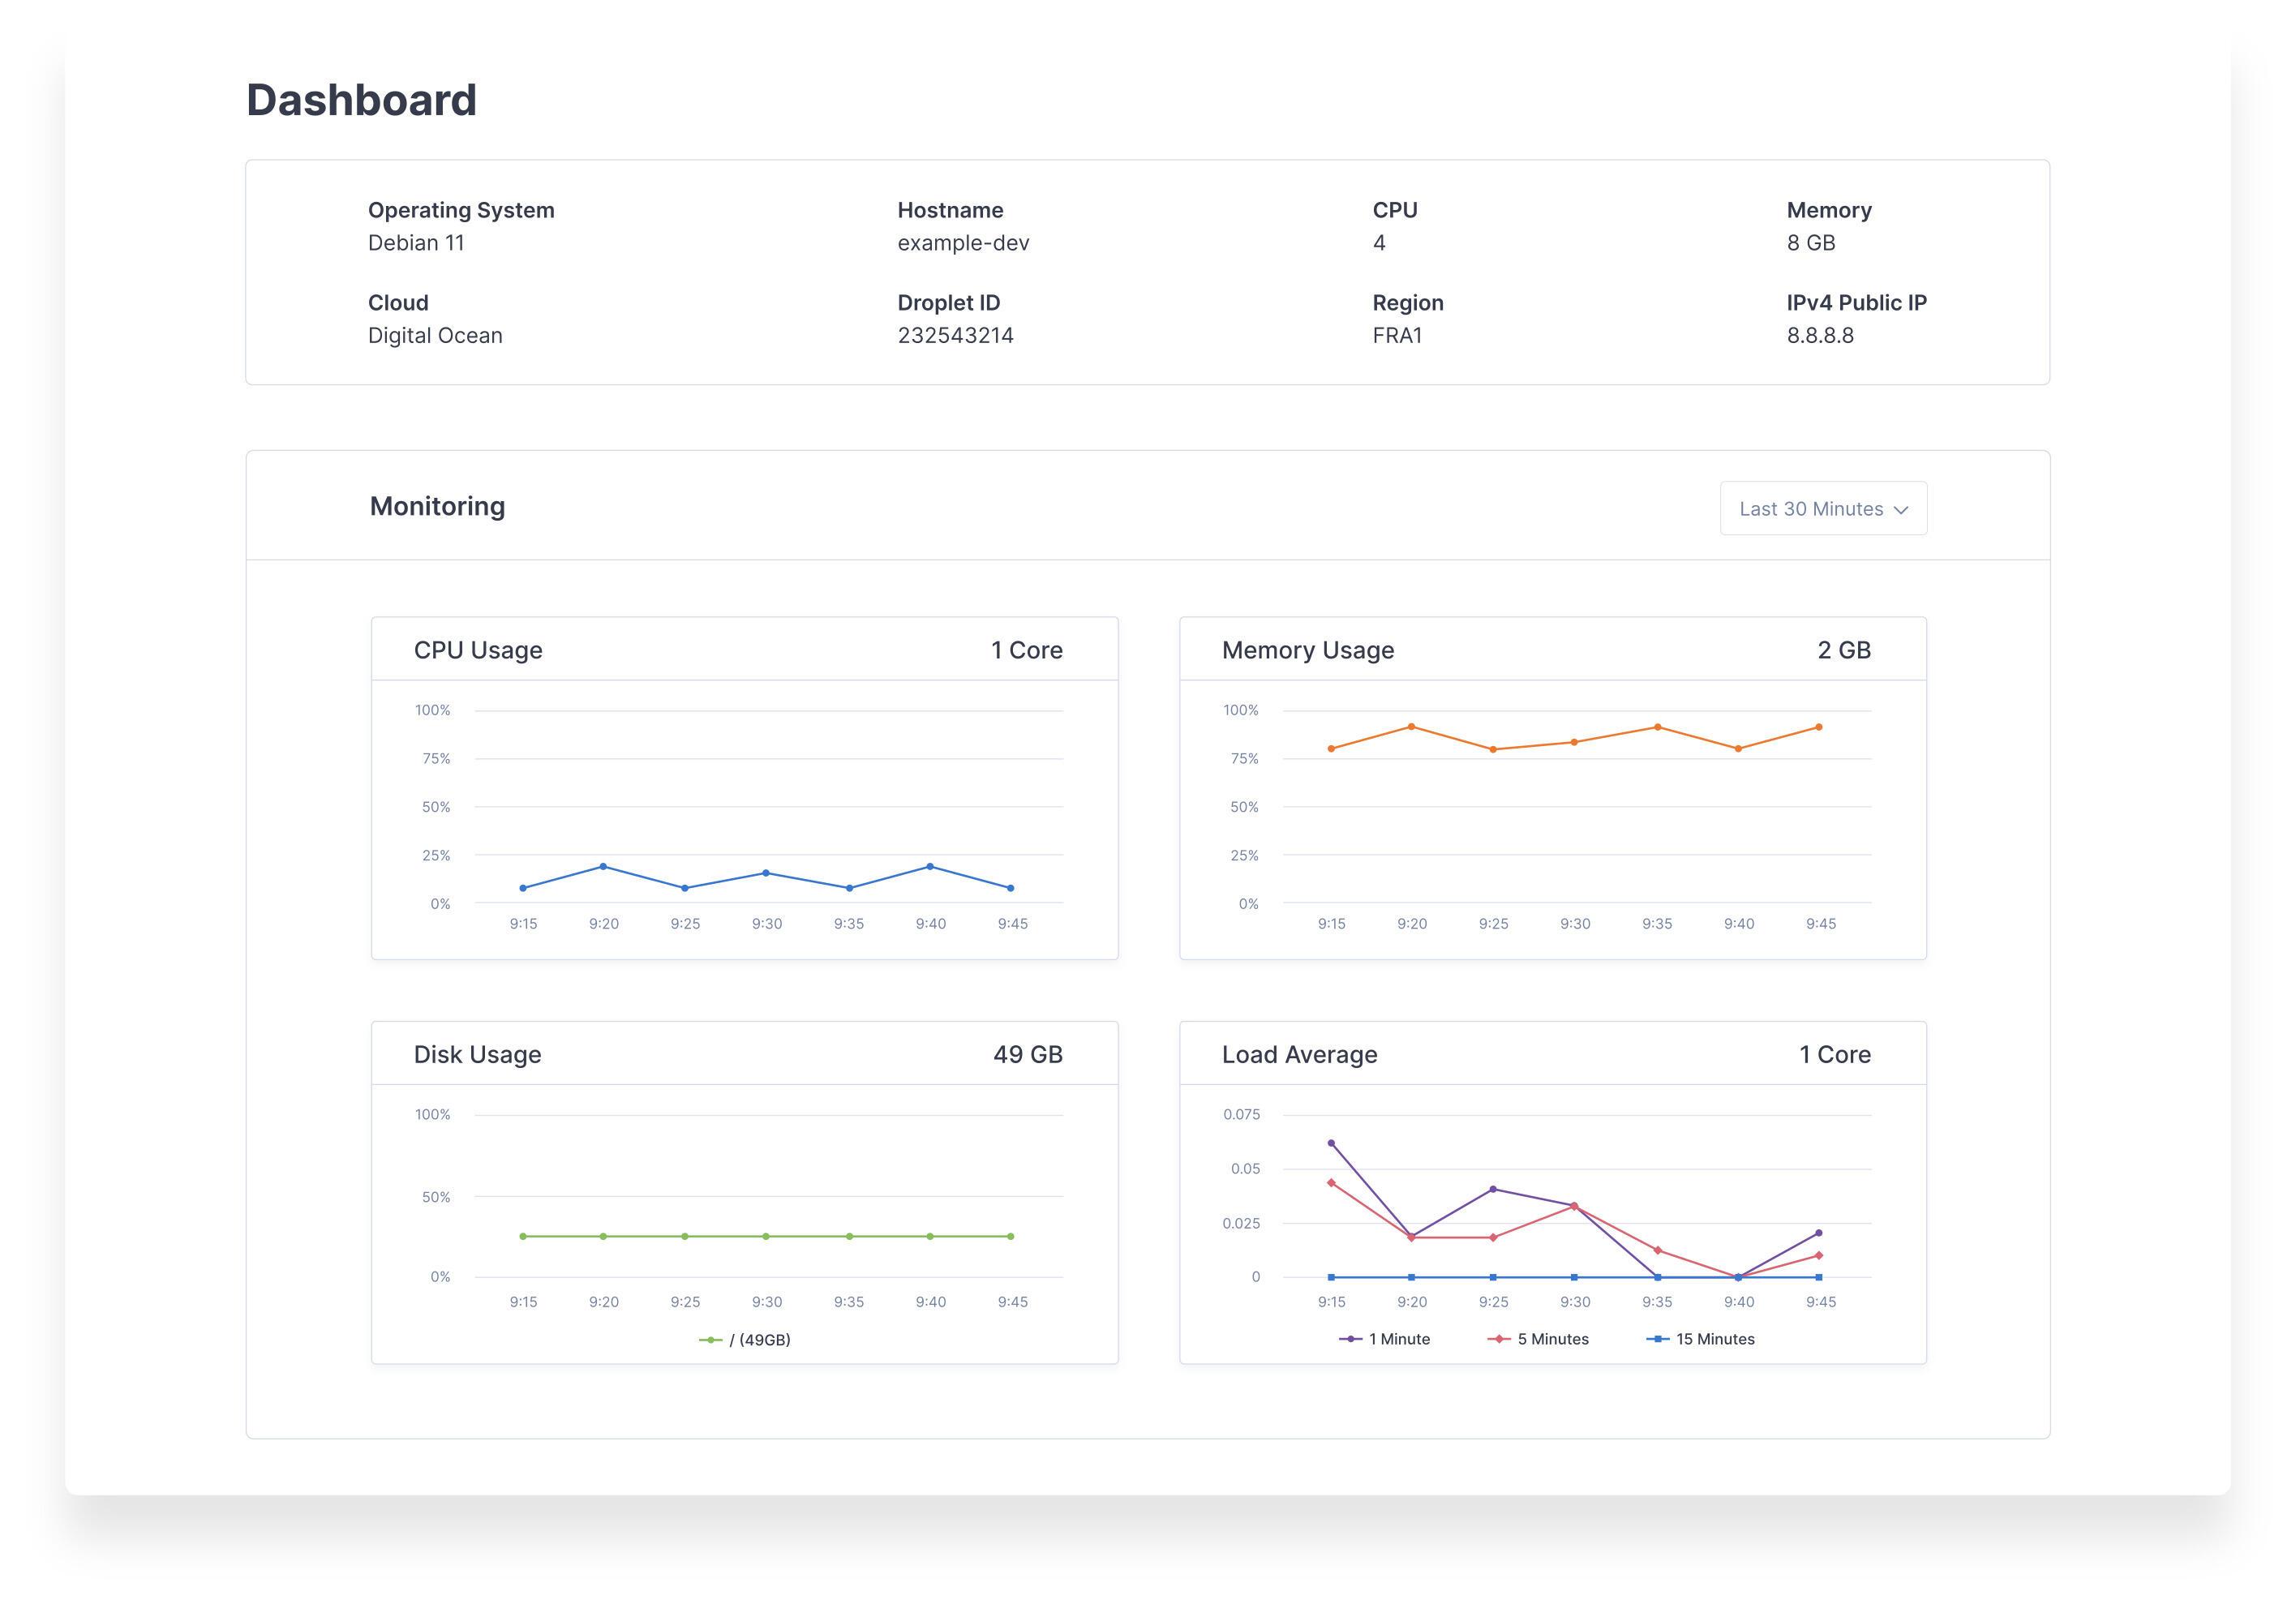 Dashboard
Operating System
Debian 11
Hostname
example-dev
CPU
4
Memory
8 GB
Cloud
Digital Ocean
Droplet ID
232543214
Region
FRA1
IPv4 Public IP
8.8.8.8
Monitoring
Last 30 Minutes
CPU Usage
1 Core
100%
75%
50%
25%
0%
9:15 9:20 9:25 9:30 9:35 9:40 9:45
Memory Usage
2 GB
100%
75%
50%
25%
0%
9:15 9:20 9:25 9:30 9:35 9:40 9:45
Disk Usage
49 GB
100%
50%
0%
9:15 9:20 9:25 9:30 9:35 9:40 9:45
/ (49GB)
Load Average
1 Core
0.075
0.05
0.025
0
9:15 9:20 9:25 9:30 9:35 9:40 9:45
1 Minute 5 Minutes 15 Minutes